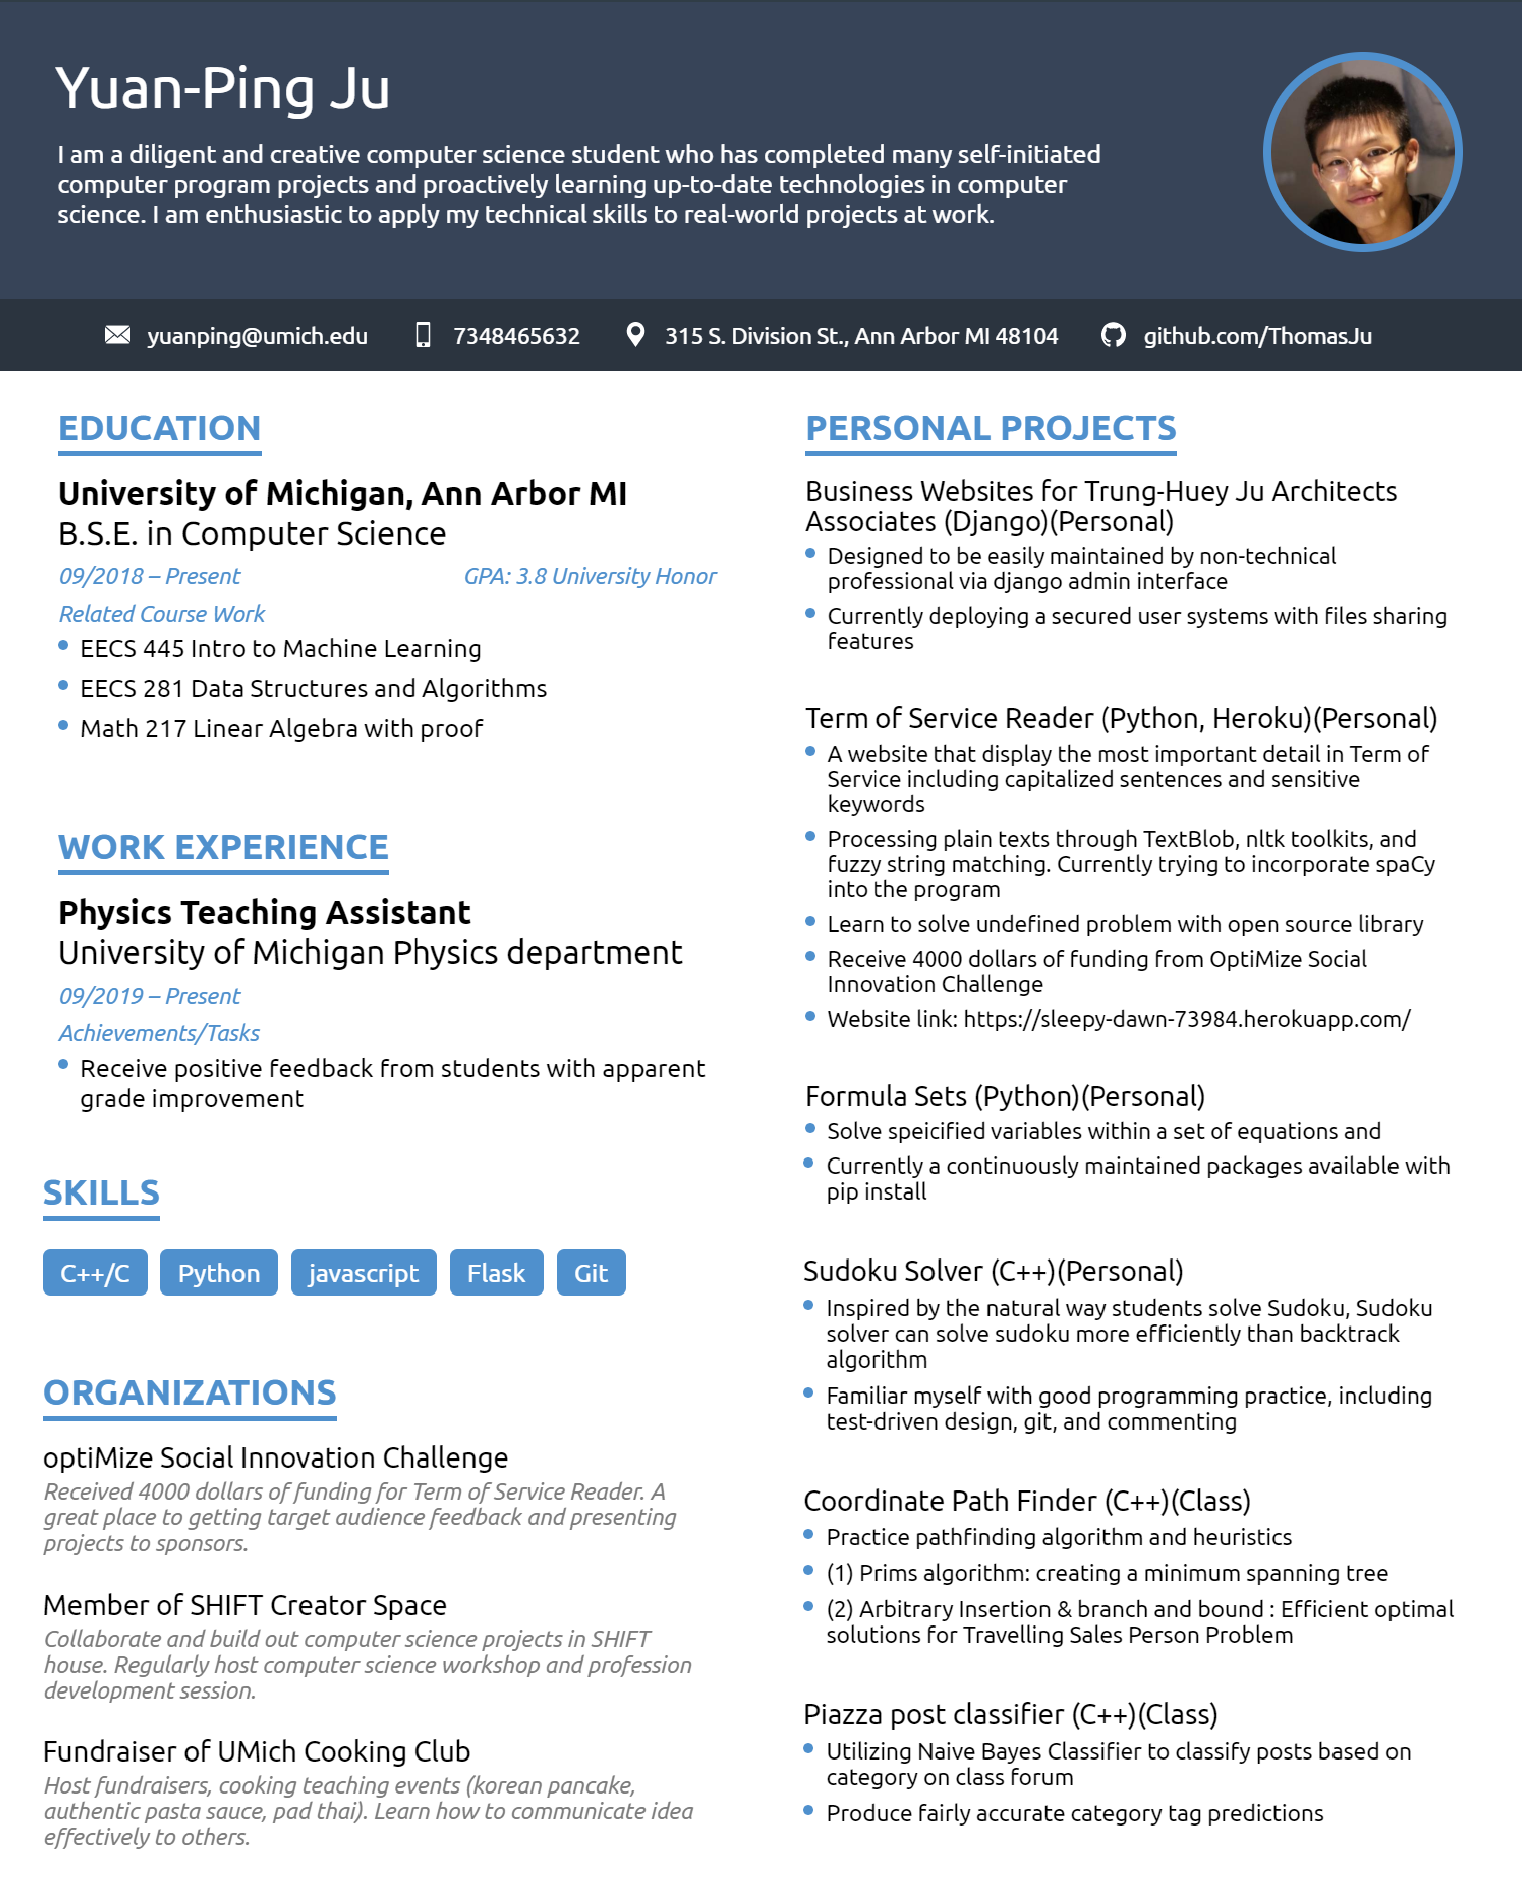 Yuan-Ping Ju
I am a diligent and creative computer science student who has completed many self-initiated
computer program projects and proactively learning up-to-date technologies in computer
science. I am enthusiastic to apply my technical skills to real-world projects at work.
yuanping@umich.edu
7348465632
315 S. Division St., Ann Arbor MI 48104
github.com/ThomasJu
EDUCATION
University of Michigan, Ann Arbor MI
B.S.E. in Computer Science
09/2018 – Present
GPA: 3.8 University Honor
Related Course Work
EECS 445 Intro to Machine Learning
EECS 281 Data Structures and Algorithms
Math 217 Linear Algebra with proof
WORK EXPERIENCE
Physics Teaching Assistant
University of Michigan Physics department
09/2019 – Present
Achievements/Tasks
Receive positive feedback from students with apparent
grade improvement
SKILLS
C++/C
Python
javascript
Flask
Git
ORGANIZATIONS
optiMize Social Innovation Challenge
Received 4000 dollars of funding for Term of Service Reader. A
great place to getting target audience feedback and presenting
projects to sponsors.
Member of SHIFT Creator Space
Collaborate and build out computer science projects in SHIFT
house. Regularly host computer science workshop and profession
development session.
Fundraiser of UMich Cooking Club
Host fundraisers, cooking teaching events (korean pancake,
authentic pasta sauce, pad thai). Learn how to communicate idea
effectively to others.
PERSONAL PROJECTS
Business Websites for Trung-Huey Ju Architects
Associates (Django)(Personal)
Designed to be easily maintained by non-technical
professional via django admin interface
Currently deploying a secured user systems with files sharing
features
Term of Service Reader (Python, Heroku)(Personal)
A website that display the most important detail in Term of
Service including capitalized sentences and sensitive
keywords
Processing plain texts through TextBlob, nltk toolkits, and
fuzzy string matching. Currently trying to incorporate spaCy
into the program
Learn to solve undefined problem with open source library
Receive 4000 dollars of funding from OptiMize Social
Innovation Challenge
Website link: https://sleepy-dawn-73984.herokuapp.com/
Formula Sets (Python)(Personal)
Solve speicified variables within a set of equations and
Currently a continuously maintained packages available with
pip install
Sudoku Solver (C++)(Personal)
Inspired by the natural way students solve Sudoku, Sudoku
solver can solve sudoku more efficiently than backtrack
algorithm
Familiar myself with good programming practice, including
test-driven design, git, and commenting
Coordinate Path Finder (C++)(Class)
Practice pathfinding algorithm and heuristics
(1) Prims algorithm: creating a minimum spanning tree
(2) Arbitrary Insertion & branch and bound : Efficient optimal
solutions for Travelling Sales Person Problem
Piazza post classifier (C++)(Class)
Utilizing Naive Bayes Classifier to classify posts based on
category on class forum
Produce fairly accurate category tag predictions